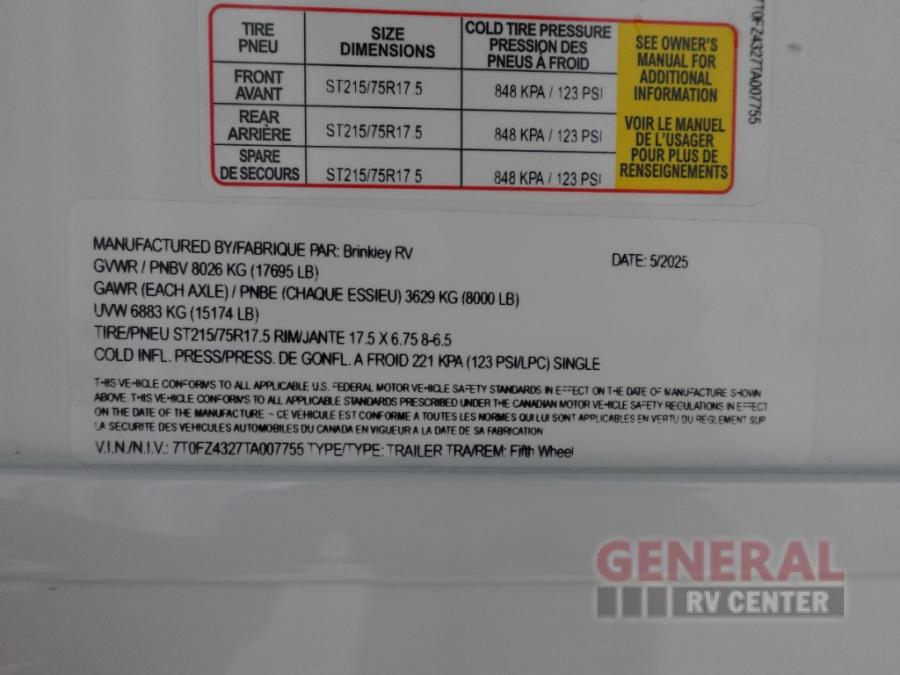 TIRE PNEU SIZE DIMENSIONS COLD TIRE PRESSURE PRESSION DES PNEUS À FROID
FRONT AVANT ST215/75R17.5 848 KPA / 123 PSI
REAR ARRIÈRE ST215/75R17.5 848 KPA / 123 PSI
SPARE DE SECOURS ST215/75R17.5 848 KPA / 123 PSI
SEE OWNER'S
MANUAL FOR
ADDITIONAL
INFORMATION
VOIR LE MANUEL
DE L'USAGER
POUR PLUS DE
RENSEIGNEMENTS
7T0FZ4327TA007755
MANUFACTURED BY/FABRIQUE PAR: Brinkley RV DATE: 5/2025
GVWR / PNBV 8026 KG (17695 LB)
GAWR (EACH AXLE) / PNBE (CHAQUE ESSIEU) 3629 KG (8000 LB)
UVW 6883 KG (15174 LB)
TIRE/PNEU ST215/75R17.5 RIM/JANTE 17.5 X 6.75 8-6.5
COLD INFL. PRESS/PRESS. DE GONFL. A FROID 221 KPA (123 PSI/LPC) SINGLE
THIS VEHICLE CONFORMS TO ALL APPLICABLE U.S. FEDERAL MOTOR VEHICLE SAFETY STANDARDS IN EFFECT ON THE DATE OF MANUFACTURE SHOWN
ABOVE. THIS VEHICLE CONFORMS TO ALL APPLICABLE STANDARDS PRESCRIBED UNDER THE CANADIAN MOTOR VEHICLE SAFETY REGULATIONS IN EFFECT
ON THE DATE OF THE MANUFACTURE - CE VEHICULE EST CONFORME A TOUTES LES NORMES QUI LUI SONT APPLICABLES EN VERTU DU REGLEMENT SUR
LA SECURITE DES VEHICULES AUTOMOBILES DU CANADA EN VIGUEUR A LA DATE DE SA FABRICATION
V.I.N./N.I.V.: 7T0FZ4327TA007755 TYPE/TYPE: TRAILER TRA/REM: Fifth Wheel
GENERAL
RV CENTER